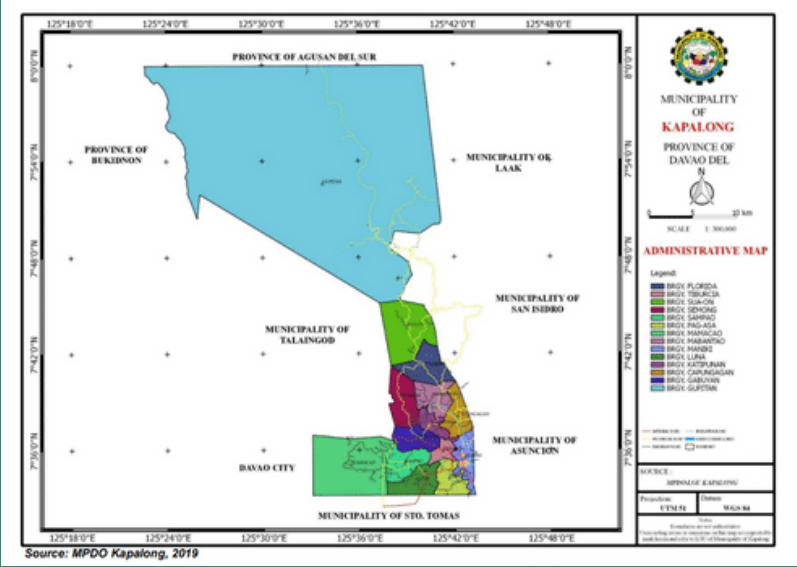 125°18'0"E 125°24'0"E 125°30'0"E 125°36'0"E 125°42'0"E 125°48'0"E
8°0'0"N
7°54'0"N
7°48'0"N
7°42'0"N
7°36'0"N
PROVINCE OF AGUSAN DEL SUR
PROVINCE OF
BUKIDNON
MUNICIPALITY OF
LAAK
MUNICIPALITY OF
SAN ISIDRO
MUNICIPALITY OF
TALAINGOD
MUNICIPALITY OF
ASUNCION
DAVAO CITY
MUNICIPALITY OF STO. TOMAS
8°0'0"N
7°54'0"N
7°48'0"N
7°42'0"N
7°36'0"N
125°18'0"E 125°24'0"E 125°30'0"E 125°36'0"E 125°42'0"E 125°48'0"E
MUNICIPALITY
OF
KAPALONG
PROVINCE OF
DAVAO DEL
N
0 5 10 km
SCALE 1: 300,000
ADMINISTRATIVE MAP
Legend:
BRGY. FLORIDA
BRGY. TIBURCIA
BRGY. SUA-ON
BRGY. SEMONG
BRGY. SAMPAO
BRGY. PAG-ASA
BRGY. MAMACAO
BRGY. MABANTAO
BRGY. MANIKI
BRGY. LUNA
BRGY. KATIPUNAN
BRGY. CAPUNGAGAN
BRGY. GABUYAN
BRGY. GUPITAN
SOURCE :
KAPALONG
Projection: Datum:
UTM 51 WGS 84
Source: MPDO Kapalong, 2019